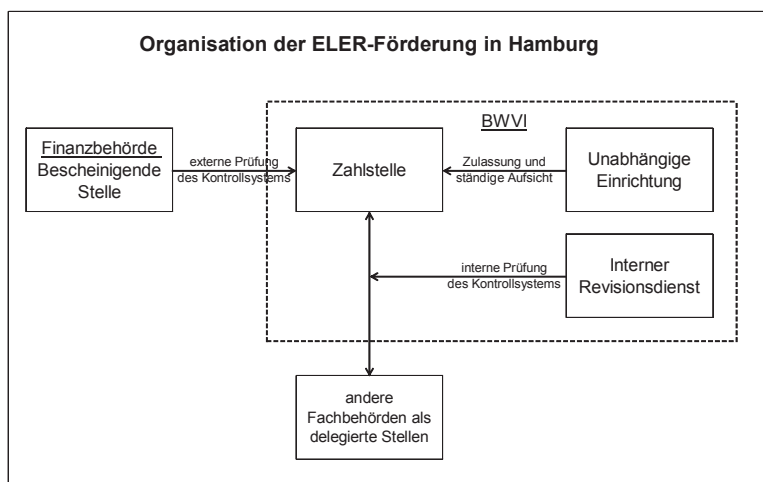 Organisation der ELER-Förderung in Hamburg
BWVI
Finanzbehörde
Bescheinigende
Stelle
externe Prüfung
des Kontrollsystems
Zahlstelle
Zulassung und
ständige Aufsicht
Unabhängige
Einrichtung
interne Prüfung
des Kontrollsystems
Interner
Revisionsdienst
andere
Fachbehörden als
delegierte Stellen